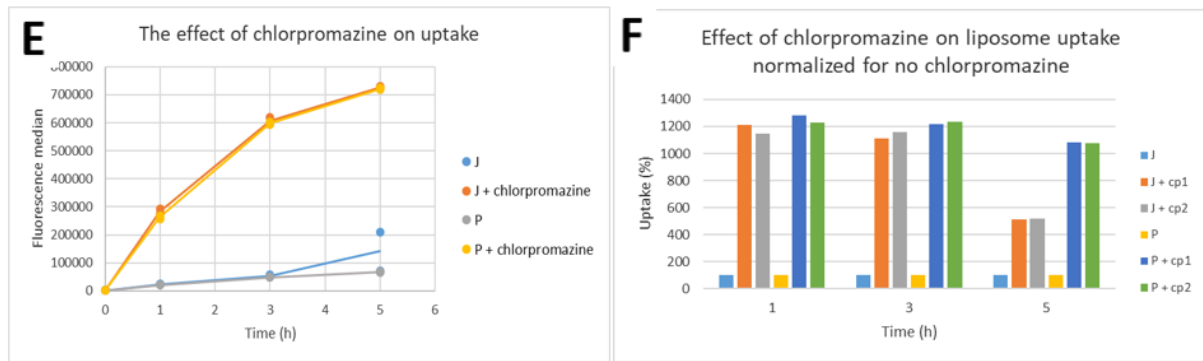 E
The effect of chlorpromazine on uptake
700000
600000
500000
400000
300000
200000
100000
0
Fluorescence median
0 1 2 3 4 5 6
Time (h)
J
J + chlorpromazine
P
P + chlorpromazine
F
Effect of chlorpromazine on liposome uptake
normalized for no chlorpromazine
1400
1200
1000
800
600
400
200
0
Uptake (%)
1 3 5
Time (h)
J
J + cp1
J + cp2
P
P + cp1
P + cp2